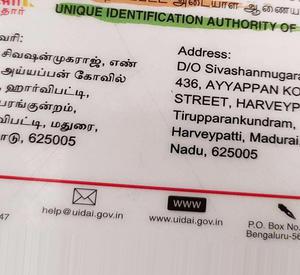 அடையாள ஆணைய
UNIQUE IDENTIFICATION AUTHORITY OF
வரி:
சிவஷன்முகராஜ், எண்
அய்யப்பன் கோவில்
ஹார்விபட்டி,
பரங்குன்றம்,
விபட்டி, மதுரை,
நாடு, 625005
Address:
D/O Sivashanmugara
436, AYYAPPAN KO
STREET, HARVEYP
Tirupparankundram,
Harveypatti, Madurai
Nadu, 625005
47
help@uidai.gov.in
www
www.uidai.gov.in
P.O. Box No.
Bengaluru-56